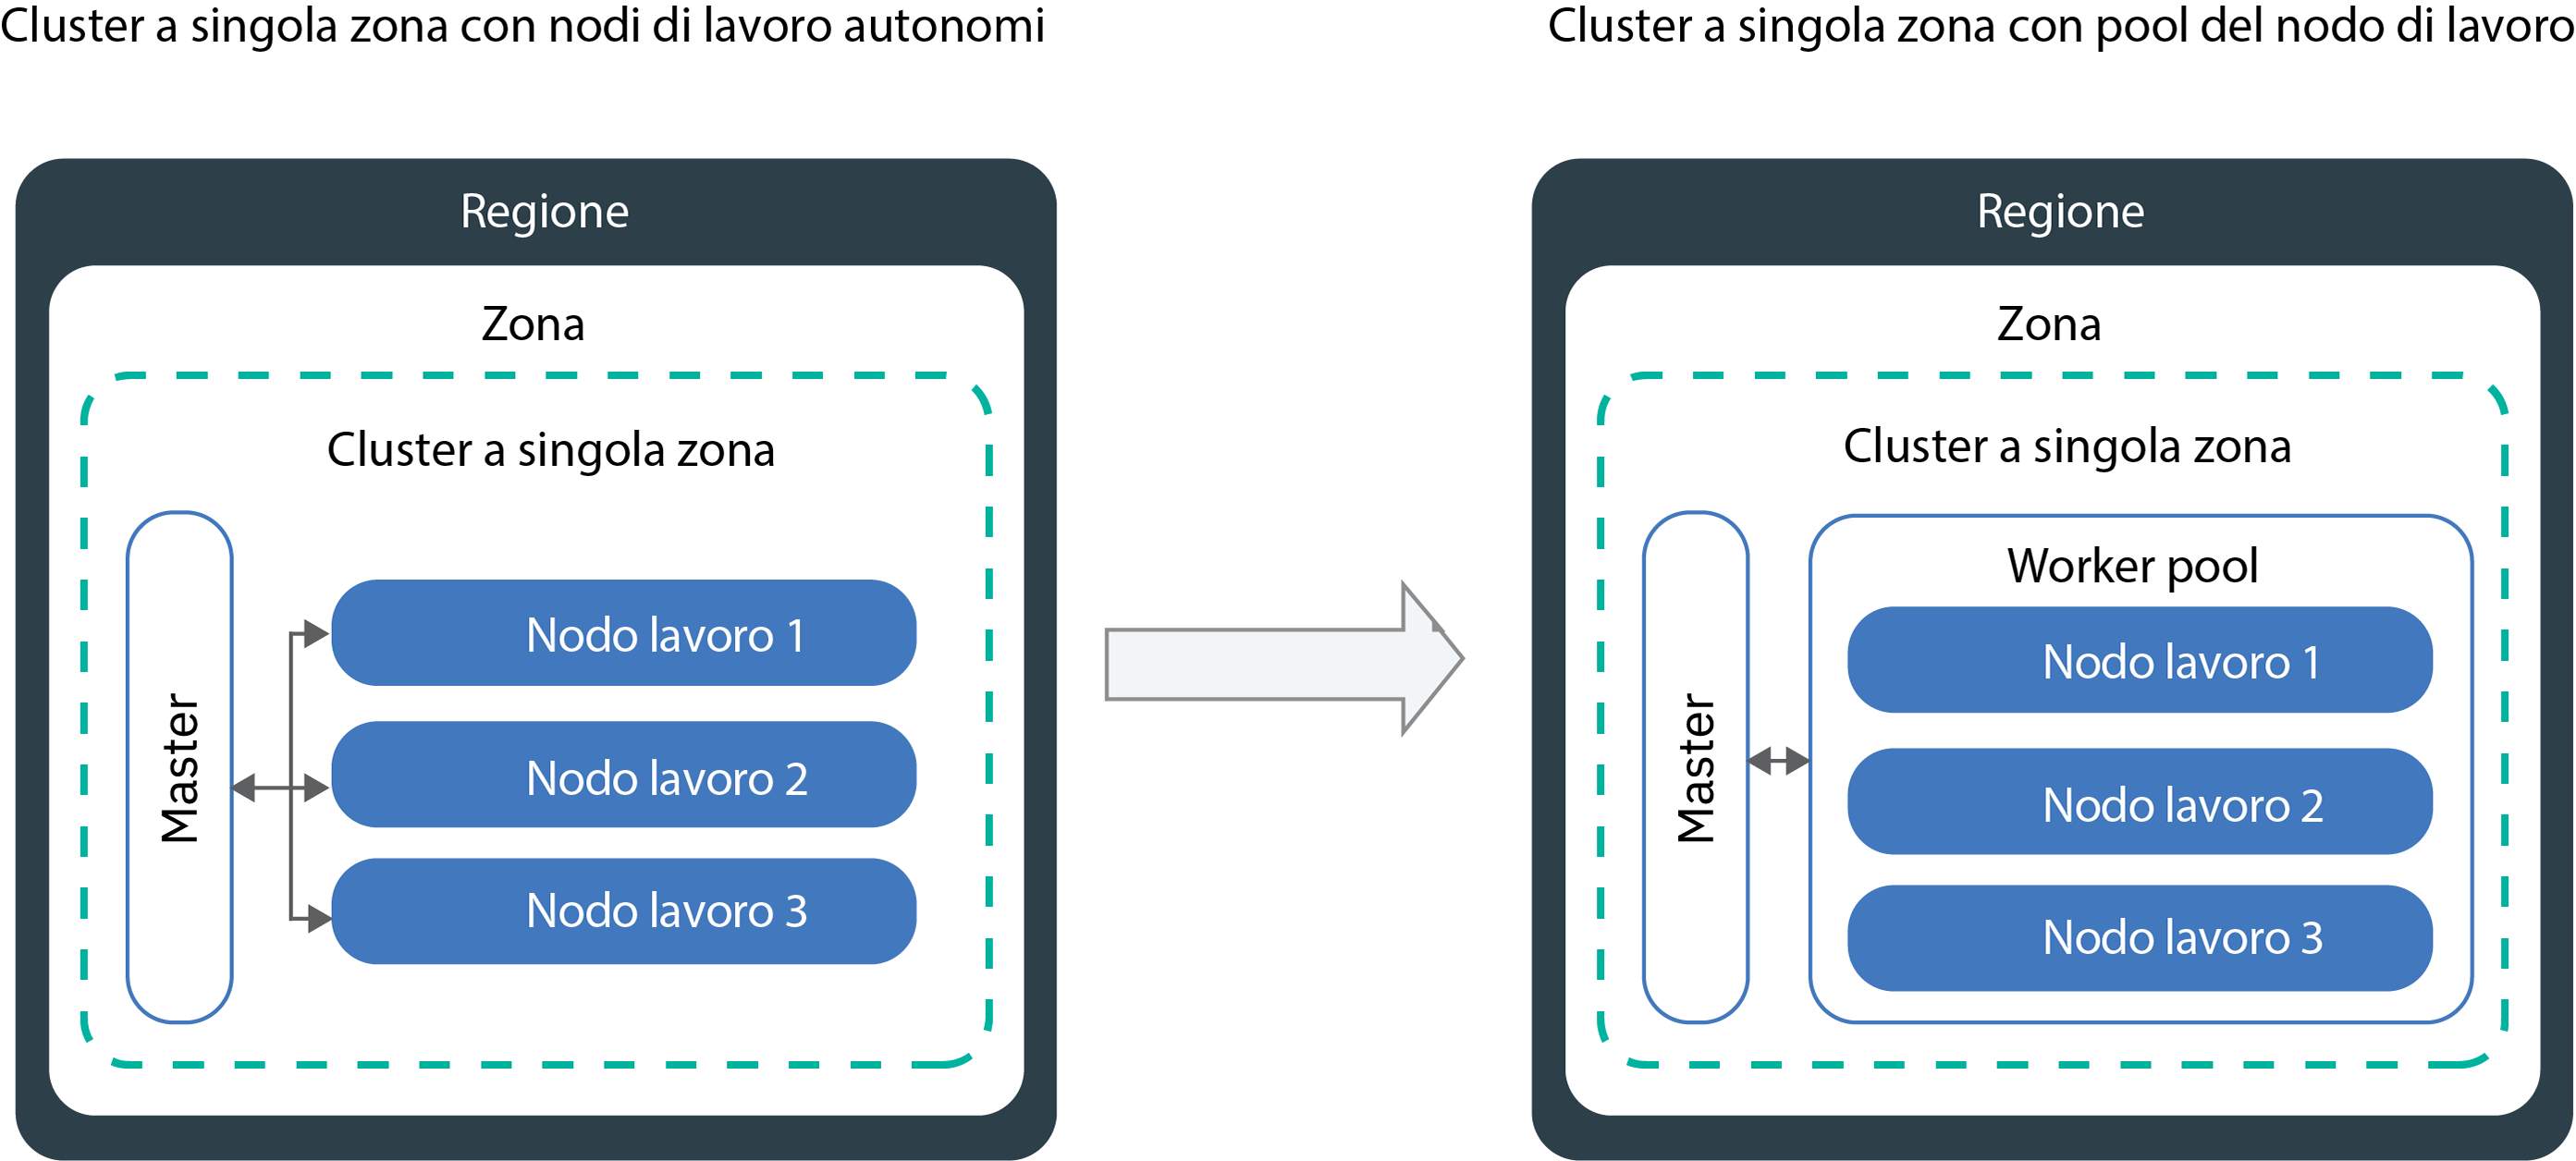 Cluster a singola zona con nodi di lavoro autonomi
Regione
Zona
Cluster a singola zona
Master
Nodo lavoro 1
Nodo lavoro 2
Nodo lavoro 3
Cluster a singola zona con pool del nodo di lavoro
Regione
Zona
Cluster a singola zona
Master
Worker pool
Nodo lavoro 1
Nodo lavoro 2
Nodo lavoro 3